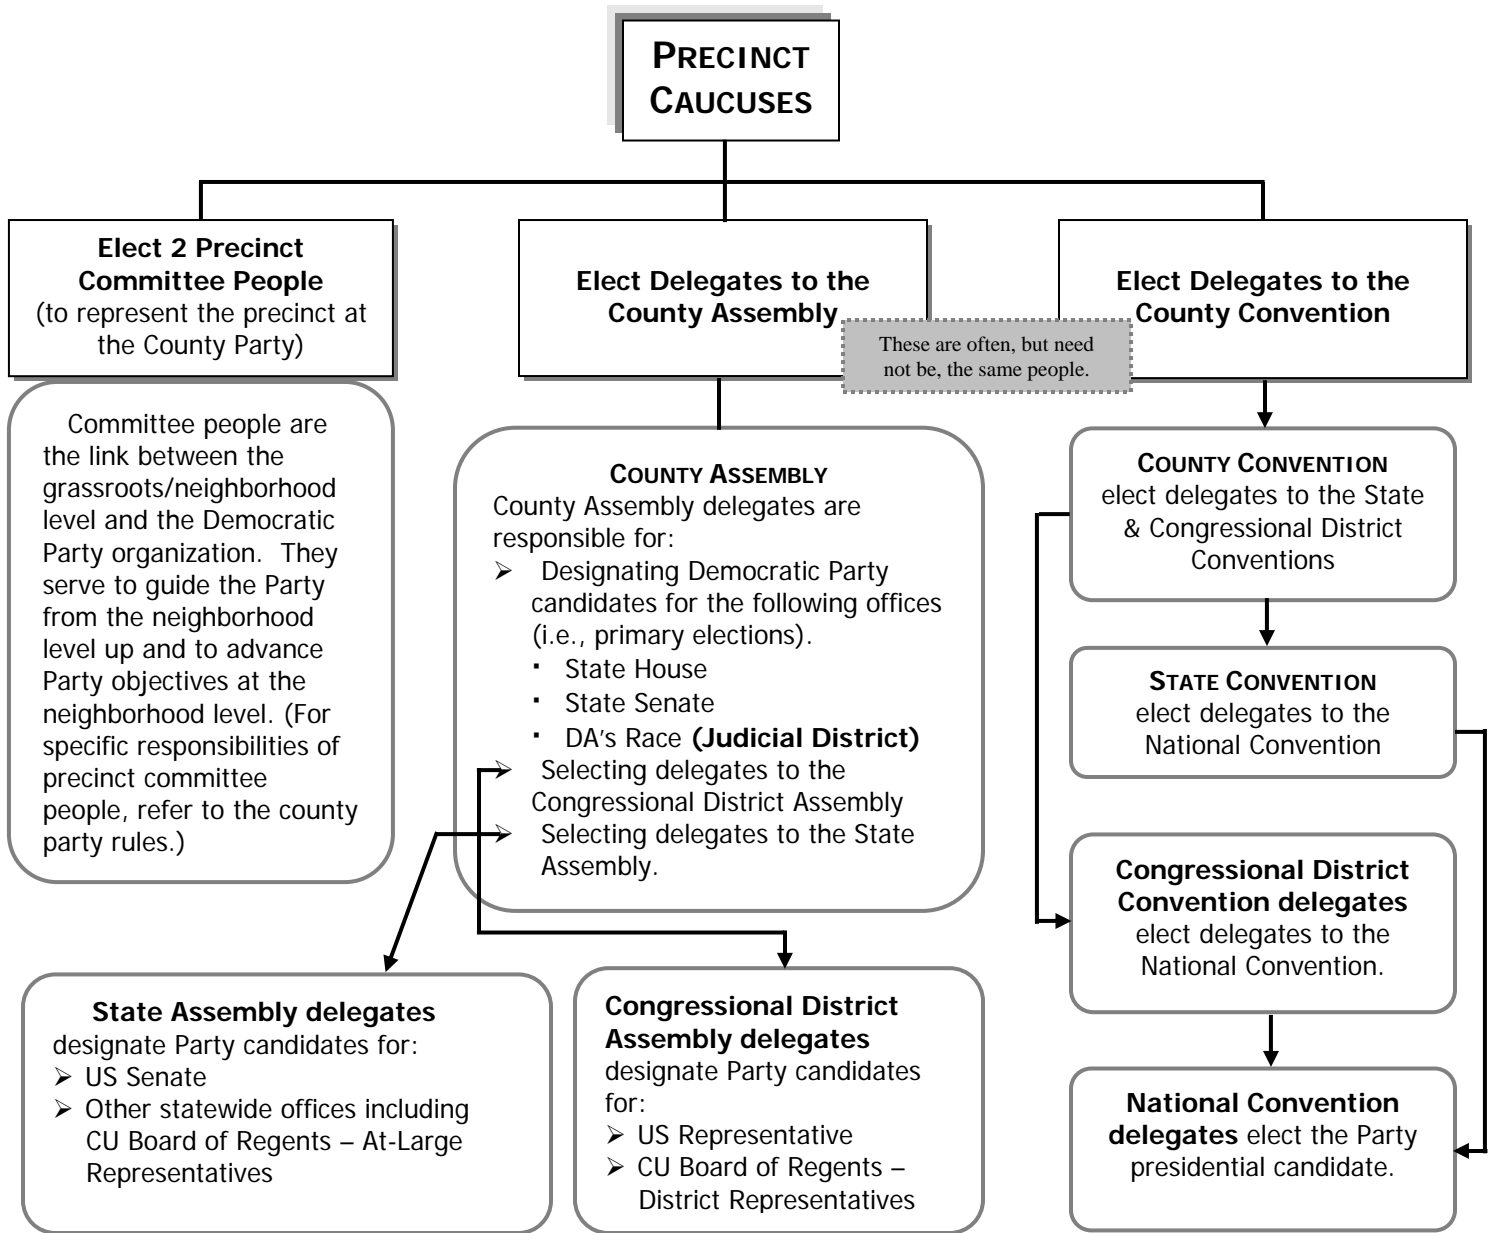 PRECINCT
CAUCUSES
Elect 2 Precinct
Committee People
(to represent the precinct at
the County Party)
Elect Delegates to the
County Assembly
Elect Delegates to the
County Convention
These are often, but need
not be, the same people.
Committee people are
the link between the
grassroots/neighborhood
level and the Democratic
Party organization. They
serve to guide the Party
from the neighborhood
level up and to advance
Party objectives at the
neighborhood level. (For
specific responsibilities of
precinct committee
people, refer to the county
party rules.)
COUNTY ASSEMBLY
County Assembly delegates are
responsible for:
➢ Designating Democratic Party
candidates for the following offices
(i.e., primary elections).
▪ State House
▪ State Senate
▪ DA's Race (Judicial District)
➢ Selecting delegates to the
Congressional District Assembly
➢ Selecting delegates to the State
Assembly.
COUNTY CONVENTION
elect delegates to the State
& Congressional District
Conventions
STATE CONVENTION
elect delegates to the
National Convention
Congressional District
Convention delegates
elect delegates to the
National Convention.
National Convention
delegates elect the Party
presidential candidate.
State Assembly delegates
designate Party candidates for:
➢ US Senate
➢ Other statewide offices including
CU Board of Regents – At-Large
Representatives
Congressional District
Assembly delegates
designate Party candidates
for:
➢ US Representative
➢ CU Board of Regents –
District Representatives